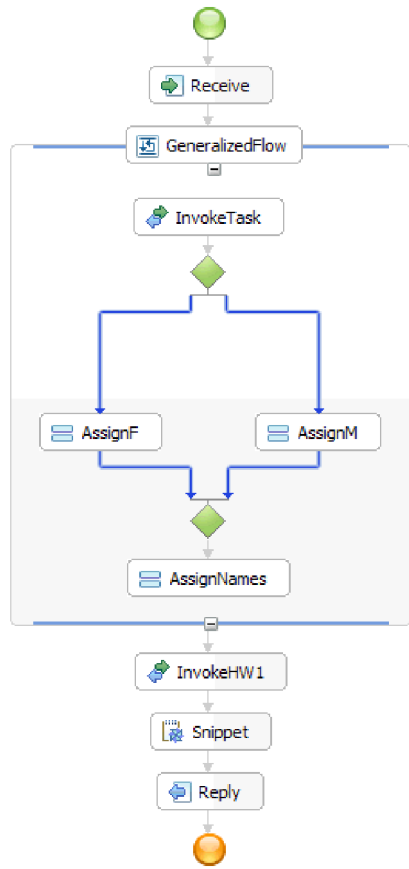 Receive
GeneralizedFlow
InvokeTask
AssignF
AssignM
AssignNames
InvokeHW1
Snippet
Reply